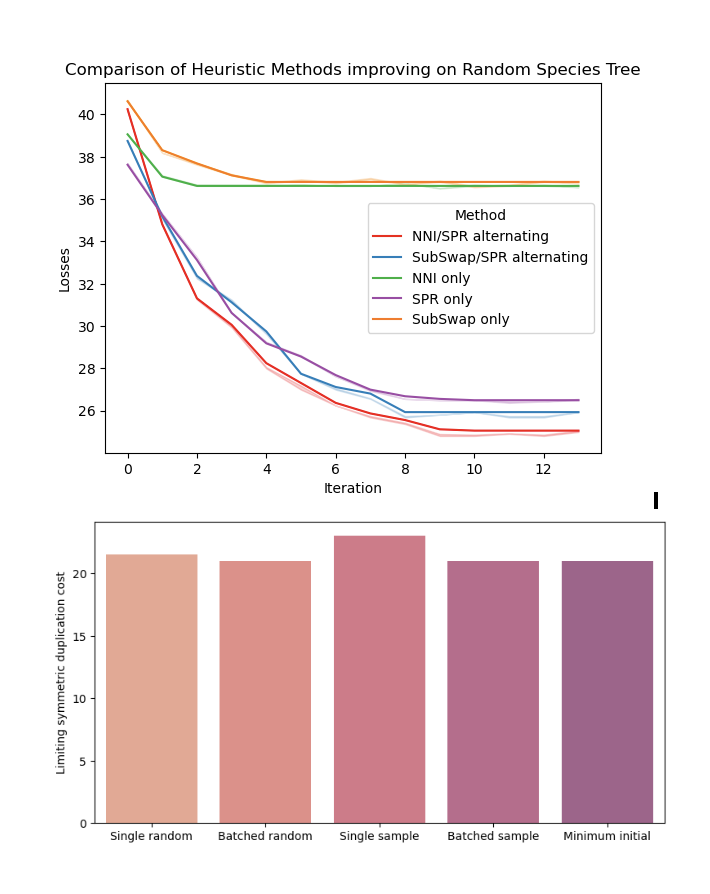 Comparison of Heuristic Methods improving on Random Species Tree
40
38
36
34
32
30
28
26
Losses
Method
NNI/SPR alternating
SubSwap/SPR alternating
NNI only
SPR only
SubSwap only
0 2 4 6 8 10 12
Iteration
20
15
10
5
0
Limiting symmetric duplication cost
Single random Batched random Single sample Batched sample Minimum initial